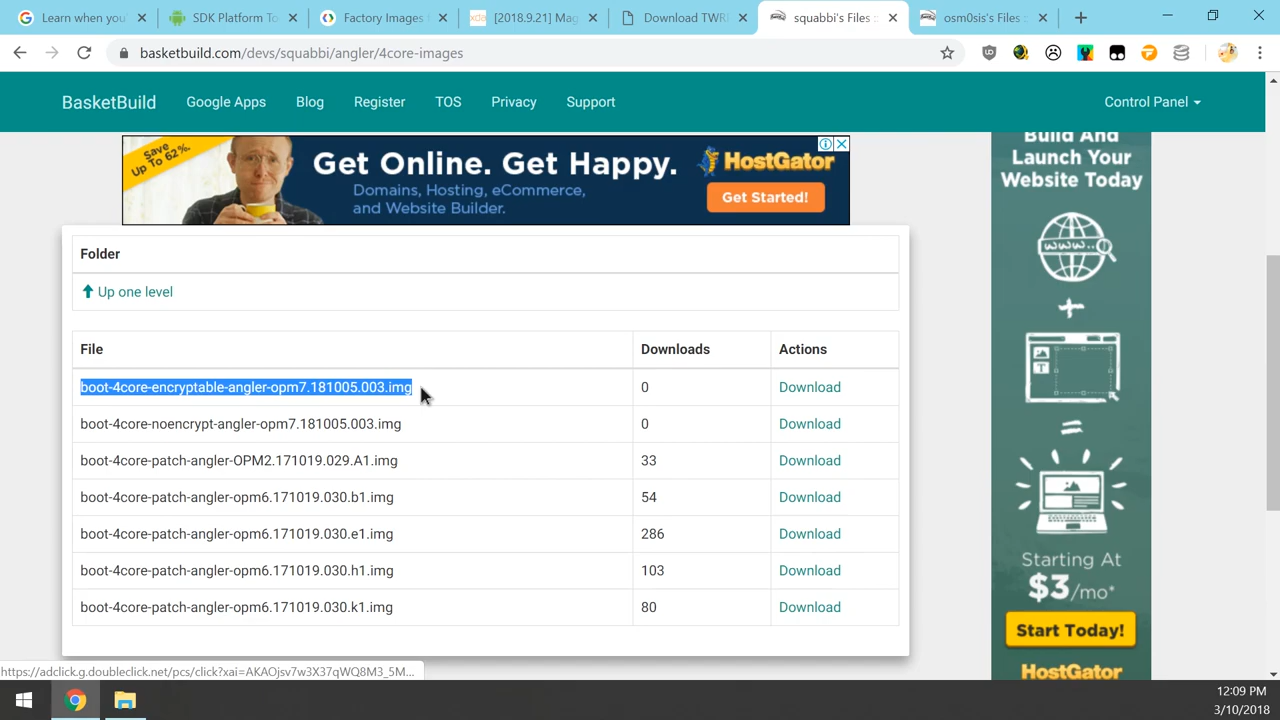 Learn when you'
SDK Platform To
Factory Images f
xda
[2018.9.21] Mag
Download TWRP
squabbi's Files ::
osm0sis's Files ::
basketbuild.com/devs/squabbi/angler/4core-images
BasketBuild
Google Apps
Blog
Register
TOS
Privacy
Support
Control Panel
Save
Up To 62%.
Get Online. Get Happy.
Domains, Hosting, eCommerce,
and Website Builder.
HostGator
Get Started!
Build And
Launch Your
Website Today
www..
Starting At
$3/mo*
Start Today!
HostGator
Folder
Up one level
File Downloads Actions
boot-4core-encryptable-angler-opm7.181005.003.img 0 Download
boot-4core-noencrypt-angler-opm7.181005.003.img 0 Download
boot-4core-patch-angler-OPM2.171019.029.A1.img 33 Download
boot-4core-patch-angler-opm6.171019.030.b1.img 54 Download
boot-4core-patch-angler-opm6.171019.030.e1.img 286 Download
boot-4core-patch-angler-opm6.171019.030.h1.img 103 Download
boot-4core-patch-angler-opm6.171019.030.k1.img 80 Download
https://adclick.g.doubleclick.net/pcs/click?xai=AKAOjsv7w3X37qWQ8M3_5M...
12:09 PM
3/10/2018